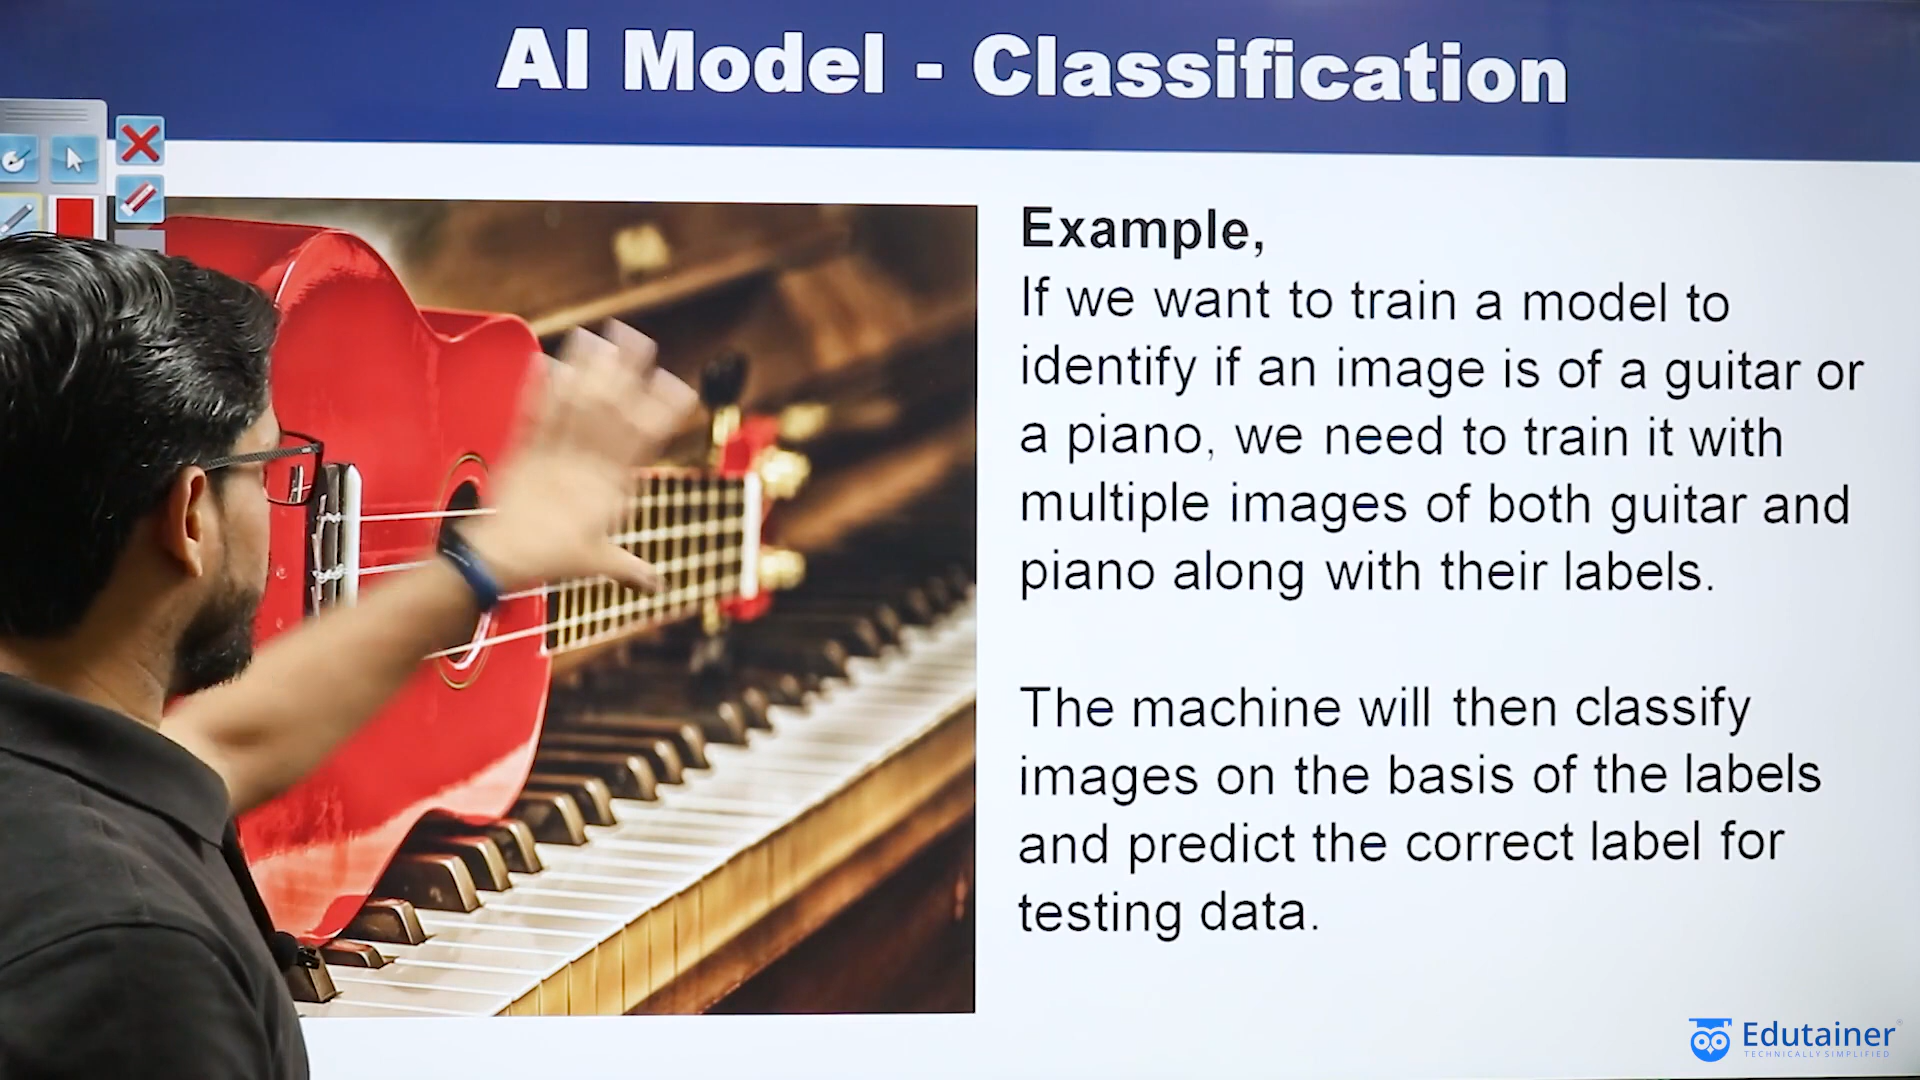 AI Model - Classification
Example,
If we want to train a model to
identify if an image is of a guitar or
a piano, we need to train it with
multiple images of both guitar and
piano along with their labels.
The machine will then classify
images on the basis of the labels
and predict the correct label for
testing data.
Edutainer
TECHNICALLY SIMPLIFIED